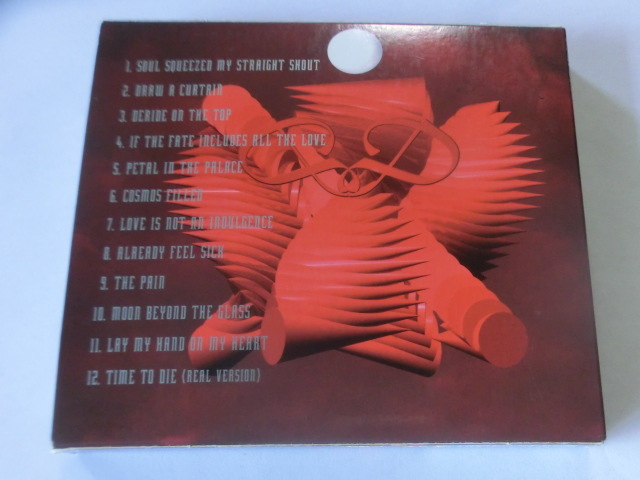 1. SOUL SQUEEZED MY STRAIGHT SHOUT
2. DRAW A CURTAIN
3. DERIDE ON THE TOP
4. IF THE FATE INCLUDES ALL THE LOVE
5. PETAL IN THE PALACE
6. COSMOS FILLED
7. LOVE IS NOT AN INDULGENCE
8. ALREADY FEEL SICK
9. THE PAIN
10. MOON BEYOND THE GLASS
11. LAY MY HAND ON MY HEART
12. TIME TO DIE (REAL VERSION)